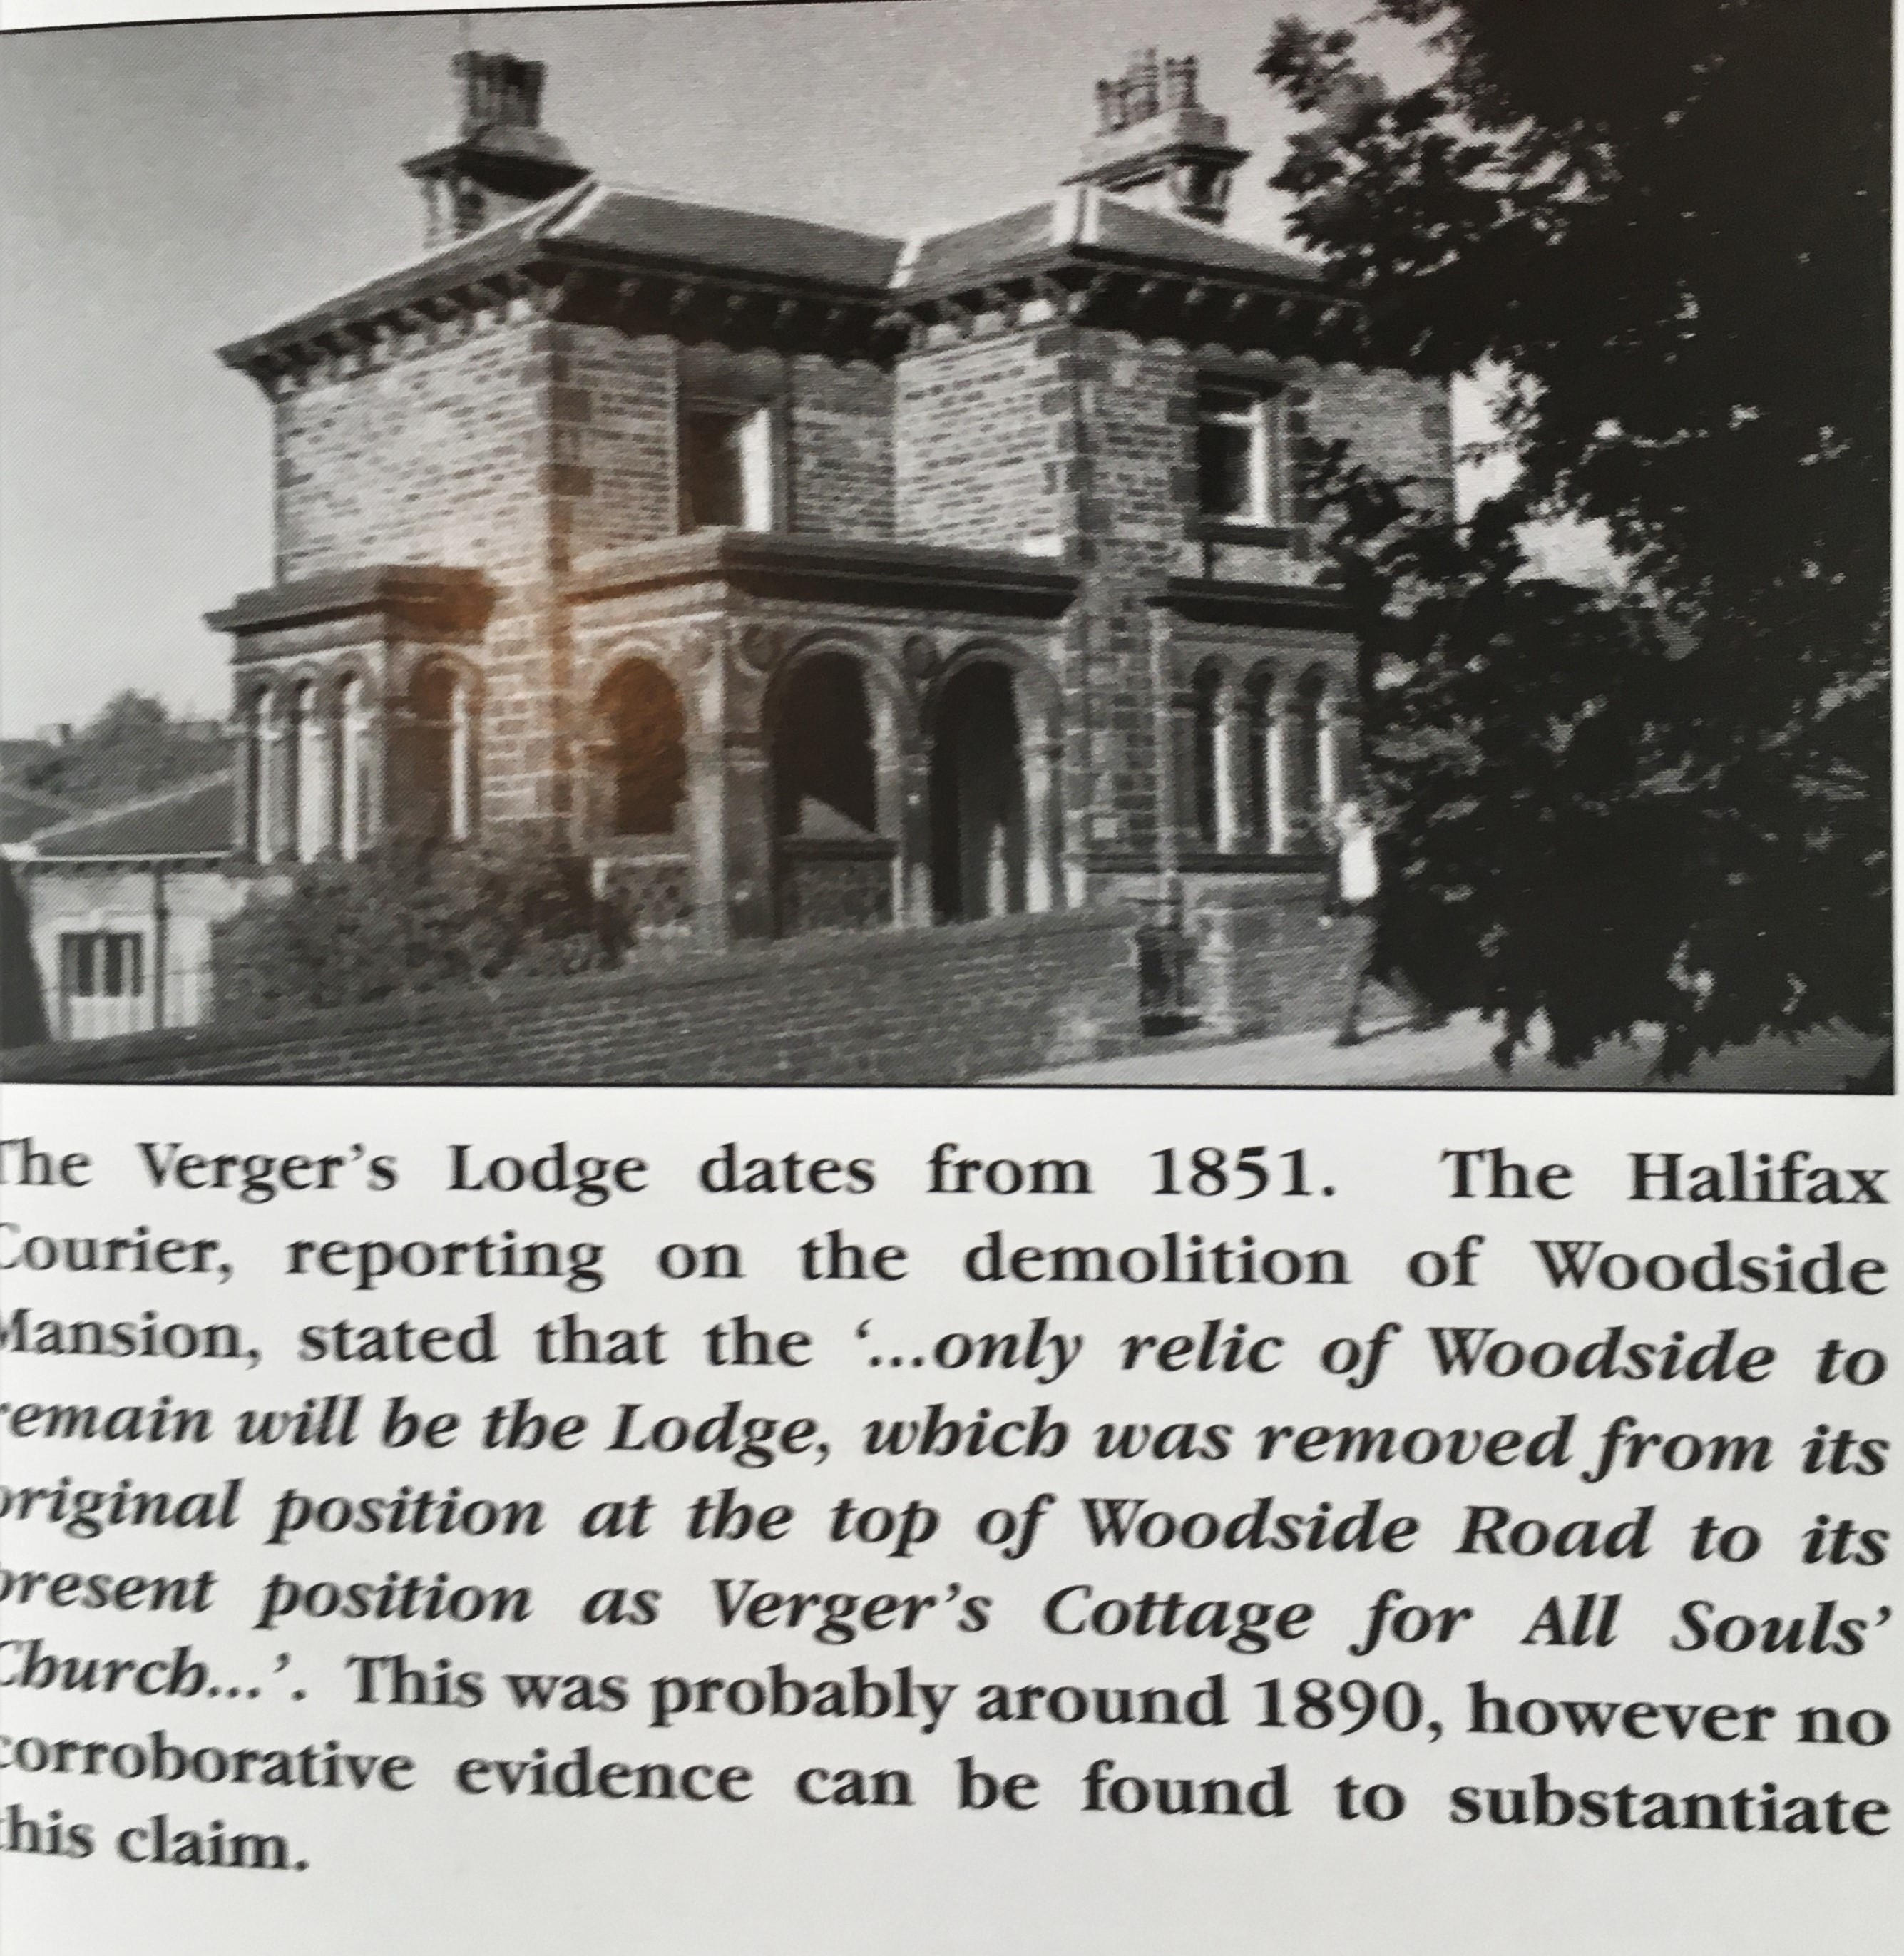 The Verger's Lodge dates from 1851. The Halifax
Courier, reporting on the demolition of Woodside
Mansion, stated that the '...only relic of Woodside to
remain will be the Lodge, which was removed from its
original position at the top of Woodside Road to its
present position as Verger's Cottage for All Souls'
Church...'. This was probably around 1890, however no
corroborative evidence can be found to substantiate
this claim.